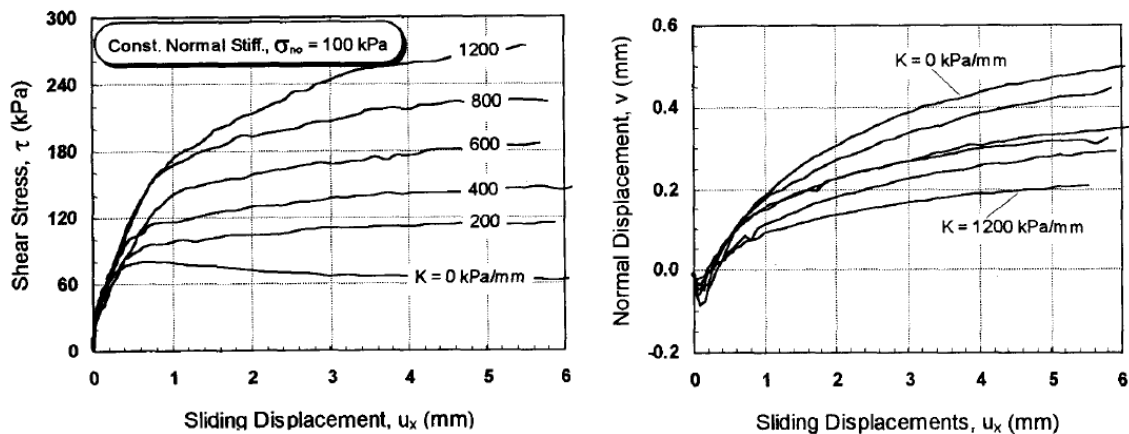 300
240
180
120
60
0
Shear Stress, τ (kPa)
Const. Normal Stiff., σno = 100 kPa
1200
800
600
400
200
K = 0 kPa/mm
0 1 2 3 4 5 6
Sliding Displacement, ux (mm)
0.6
0.4
0.2
0.0
-0.2
Normal Displacement, v (mm)
K = 0 kPa/mm
K = 1200 kPa/mm
0 1 2 3 4 5 6
Sliding Displacements, ux (mm)